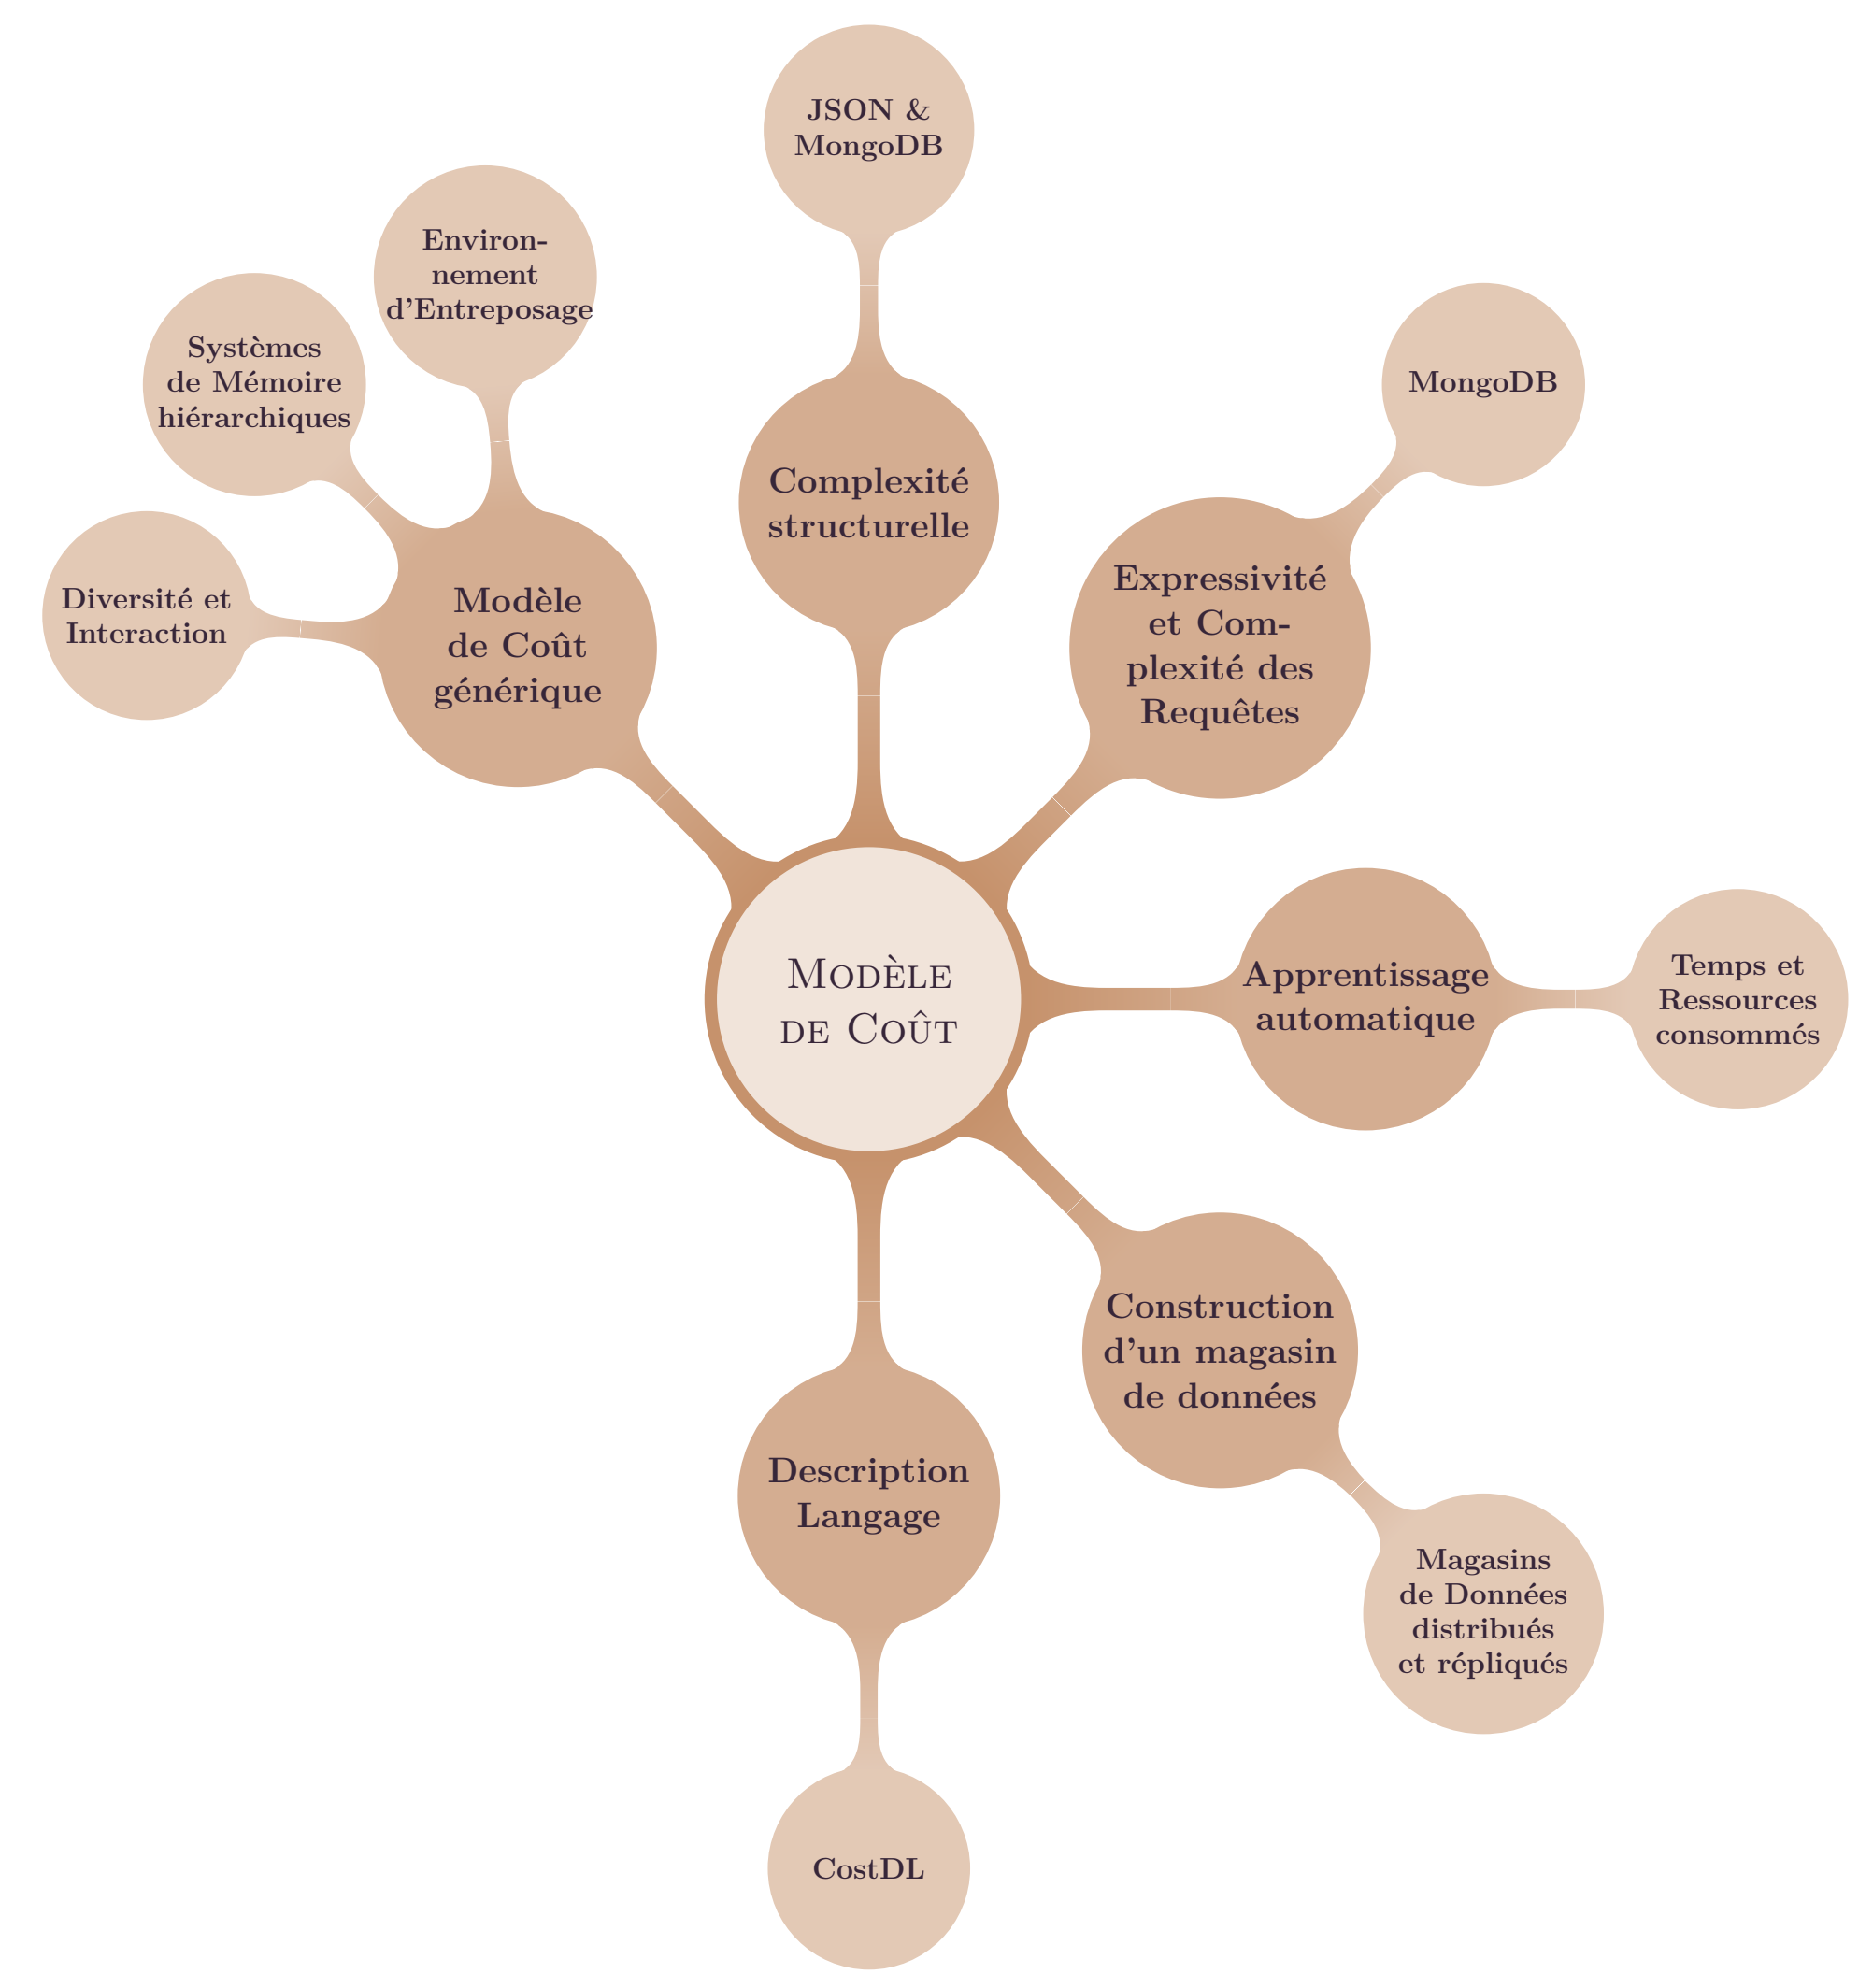 JSON &
MongoDB
Environ-
nement
d'Entreposage
Systèmes
de Mémoire
hiérarchiques
Diversité et
Interaction
Modèle
de Coût
générique
Complexité
structurelle
MongoDB
Expressivité
et Com-
plexité des
Requêtes
Modèle
de Coût
Apprentissage
automatique
Temps et
Ressources
consommés
Construction
d'un magasin
de données
Magasins
de Données
distribués
et répliqués
Description
Langage
CostDL